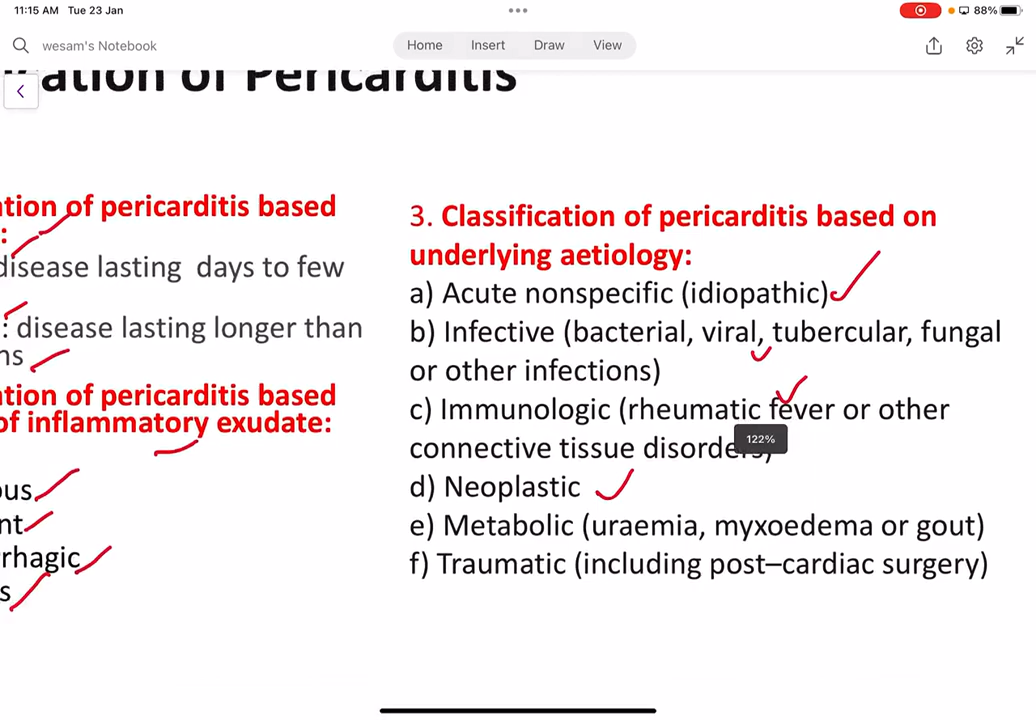 11:15 AM Tue 23 Jan
88%
wesam's Notebook
Home Insert Draw View
ation of Pericarditis
ation of pericarditis based
:
disease lasting days to few
: disease lasting longer than
ns
ation of pericarditis based
of inflammatory exudate:
ous
nt
rrhagic
s
3. Classification of pericarditis based on
underlying aetiology:
a) Acute nonspecific (idiopathic)
b) Infective (bacterial, viral, tubercular, fungal
or other infections)
c) Immunologic (rheumatic fever or other
connective tissue disorders)
122%
d) Neoplastic
e) Metabolic (uraemia, myxoedema or gout)
f) Traumatic (including post–cardiac surgery)